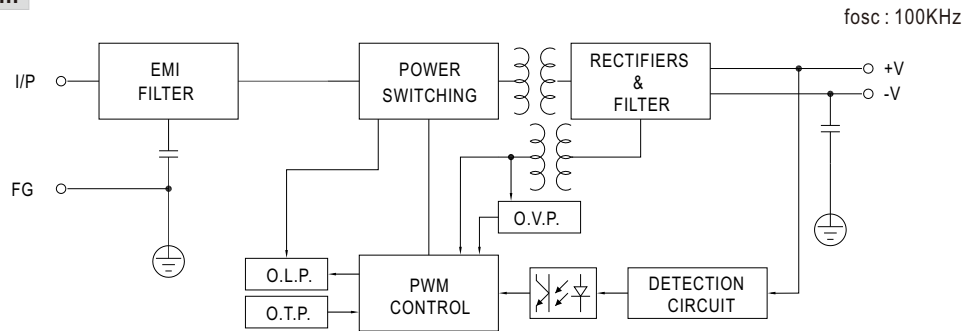 fosc : 100KHz
I/P
EMI
FILTER
POWER
SWITCHING
RECTIFIERS
&
FILTER
+V
-V
FG
O.V.P.
O.L.P.
O.T.P.
PWM
CONTROL
DETECTION
CIRCUIT